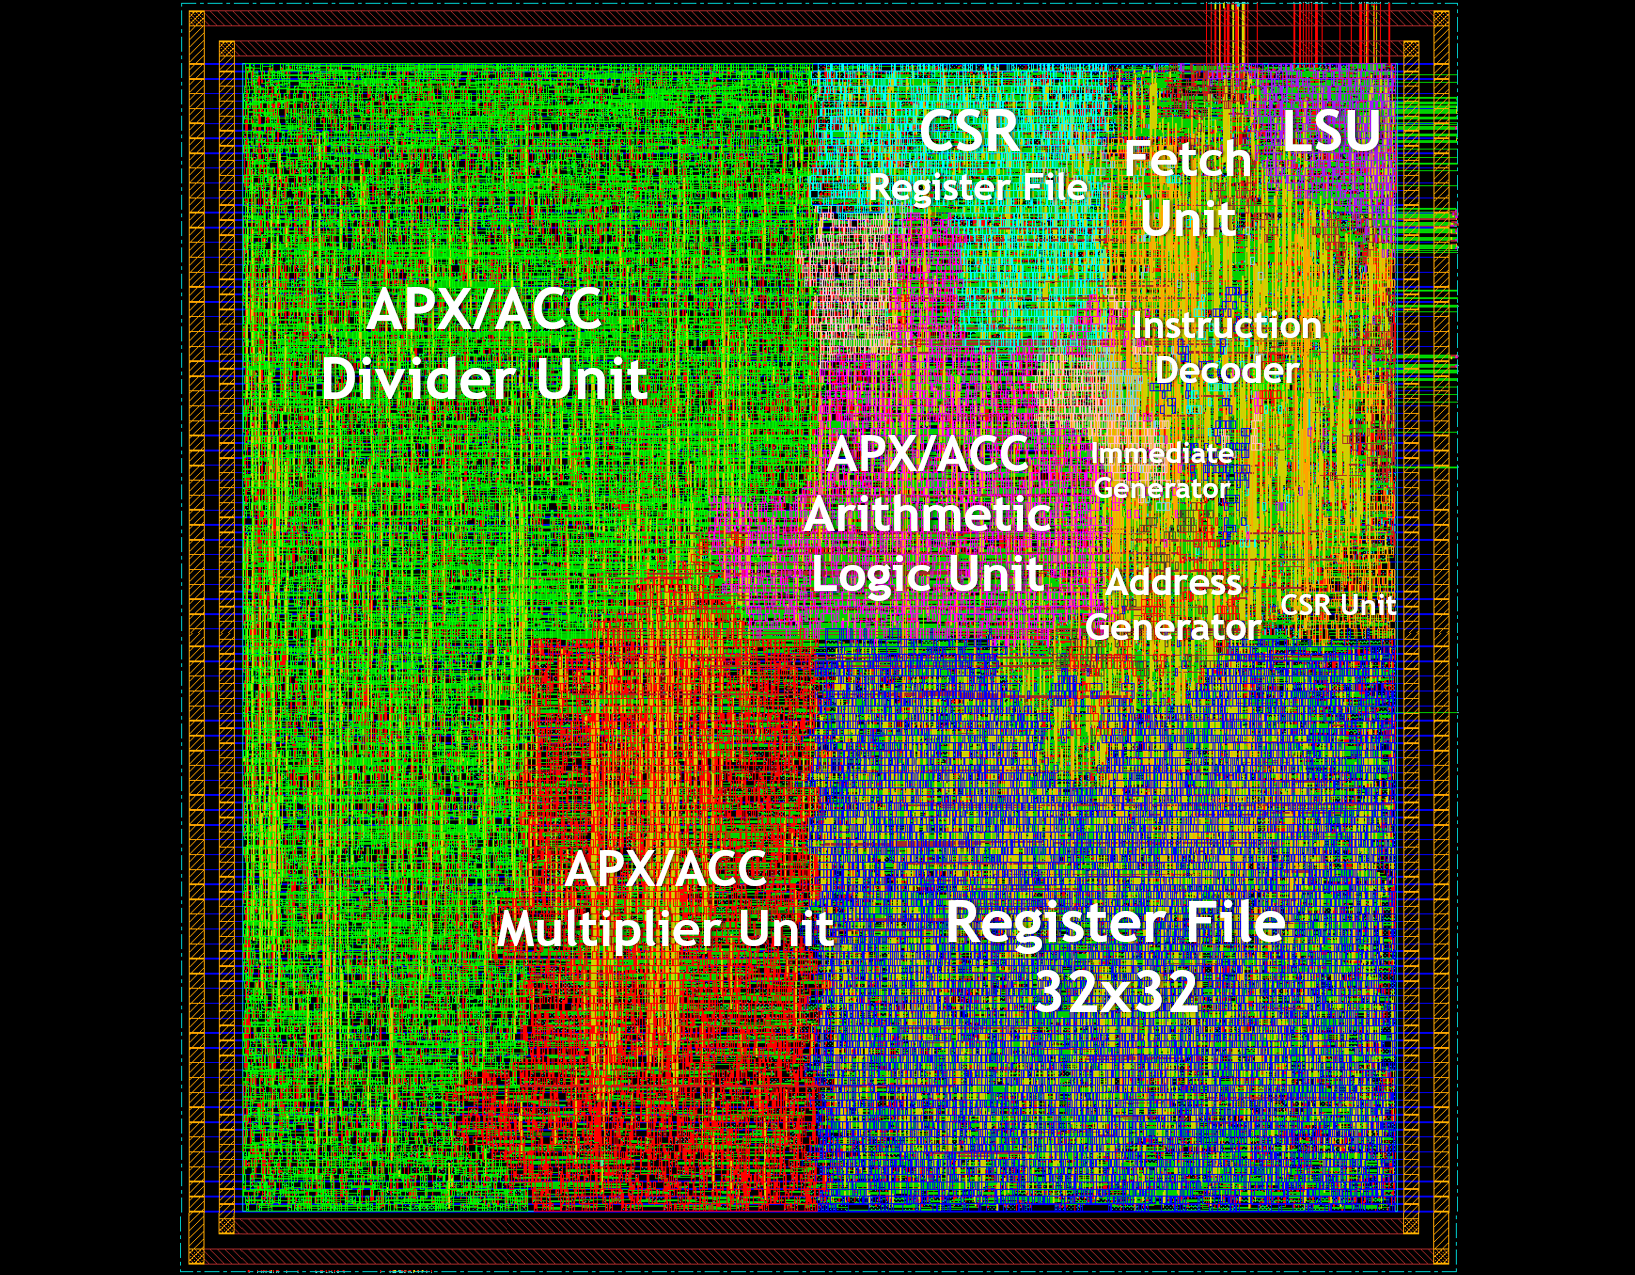 CSR
Register File
Fetch
Unit
LSU
APX/ACC
Divider Unit
Instruction
Decoder
APX/ACC
Arithmetic
Logic Unit
Immediate
Generator
Address
Generator
CSR Unit
APX/ACC
Multiplier Unit
Register File
32x32